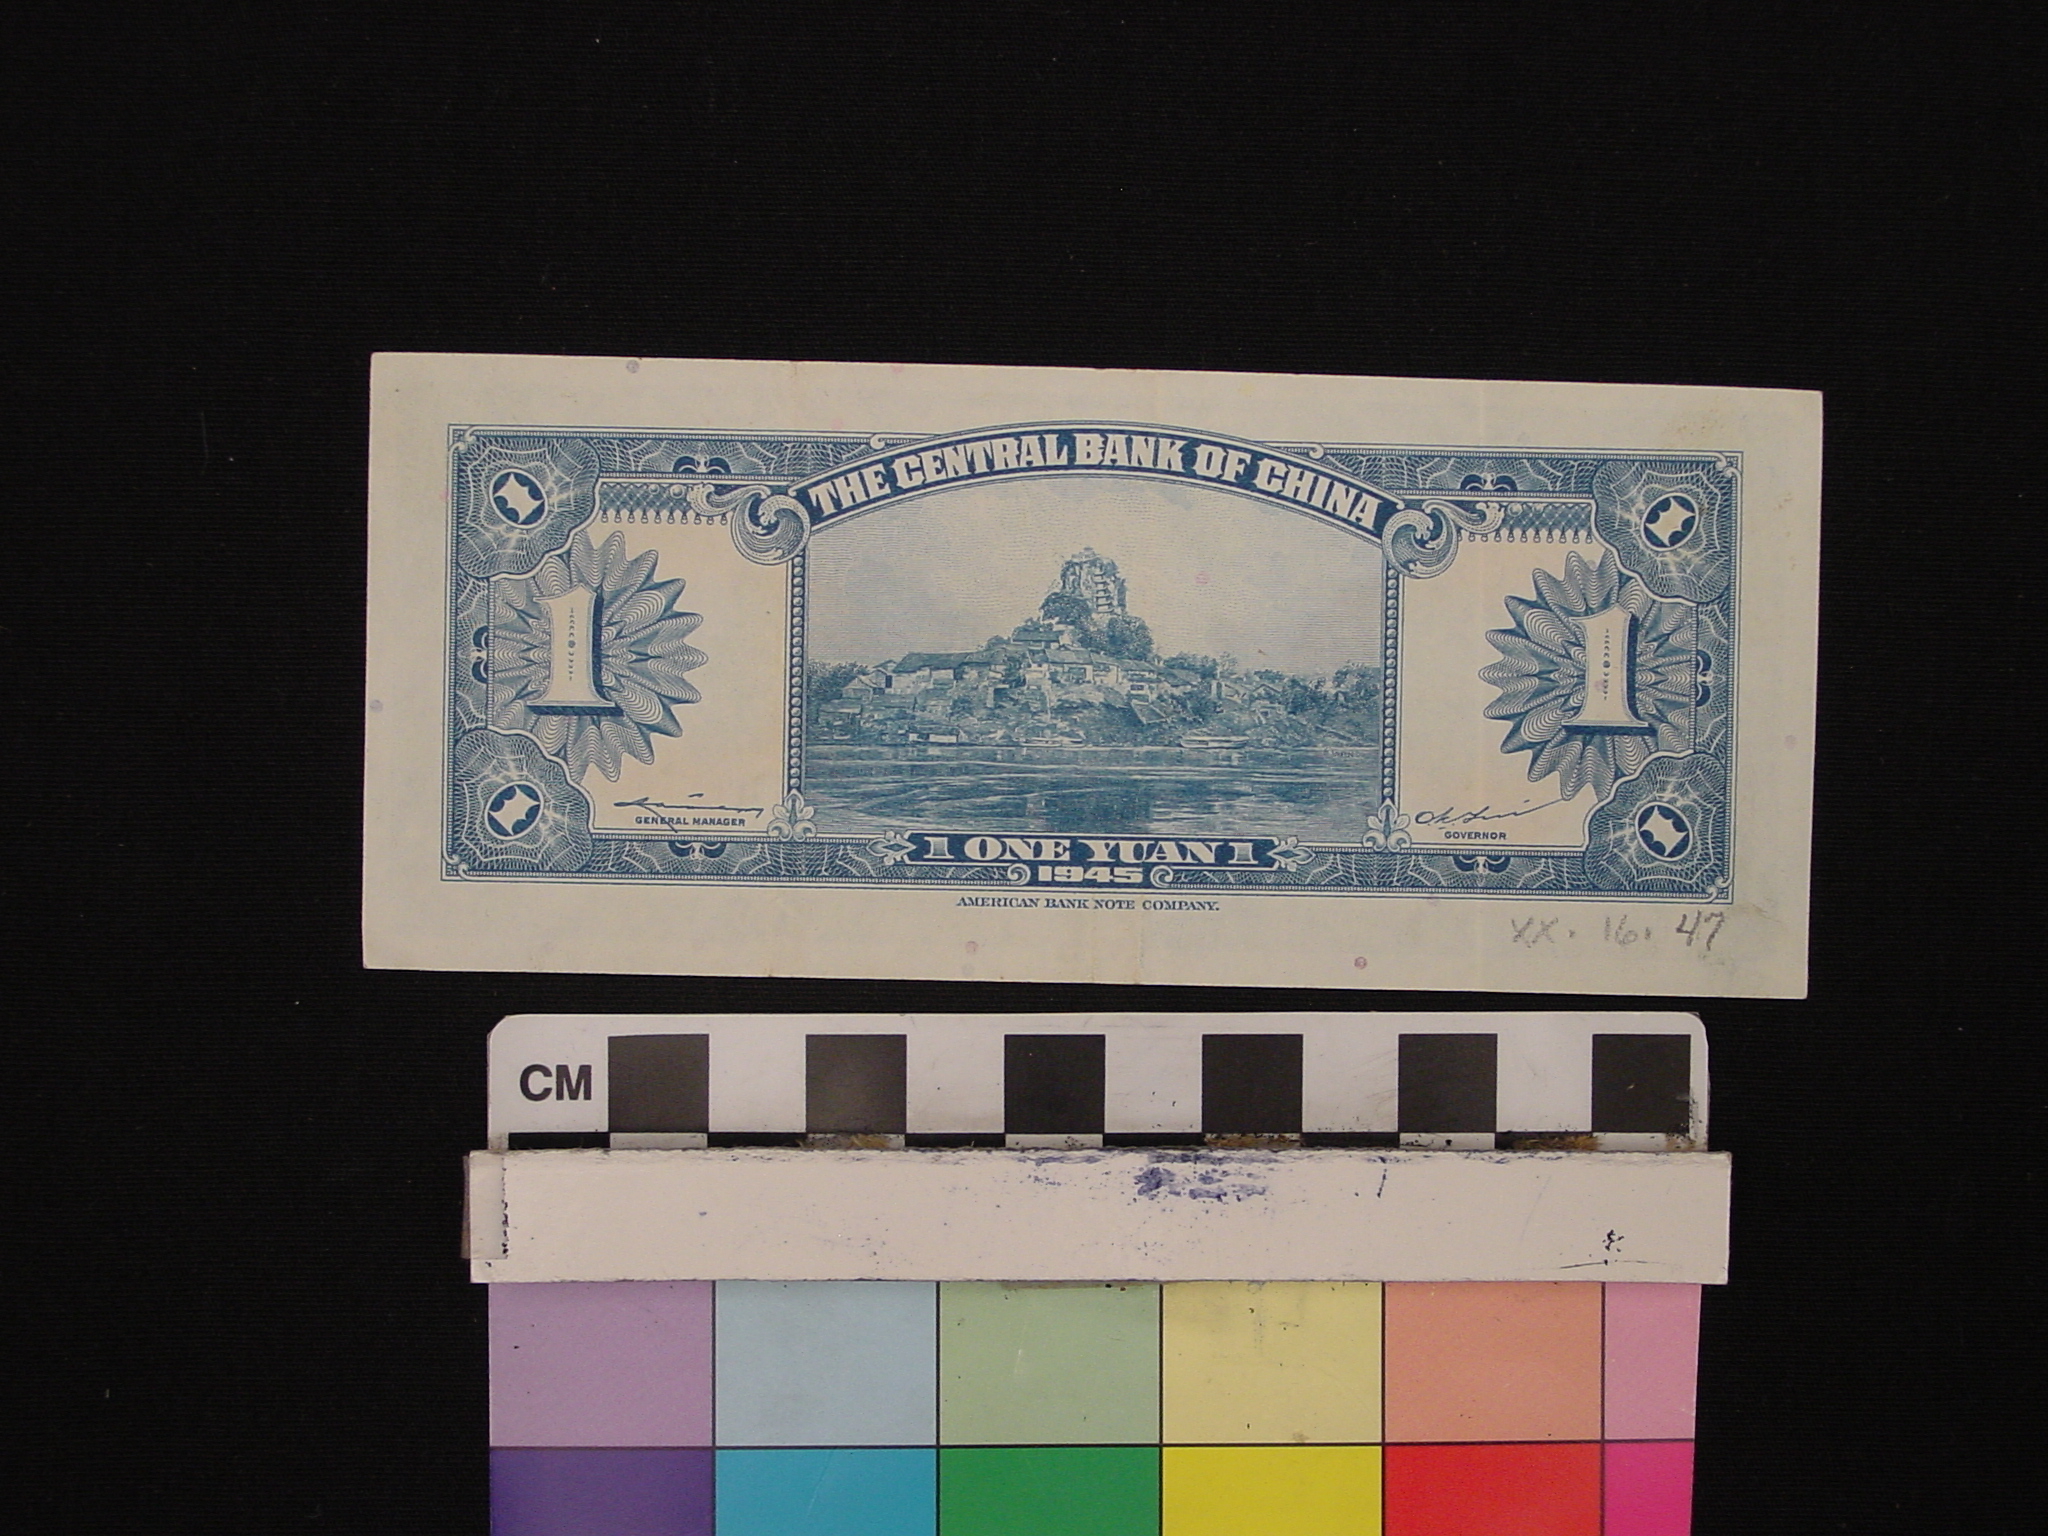 THE CENTRAL BANK OF CHINA
1
1
GENERAL MANAGER
GOVERNOR
1 ONE YUAN 1
1945
AMERICAN BANK NOTE COMPANY.
XX. 16. 47
CM